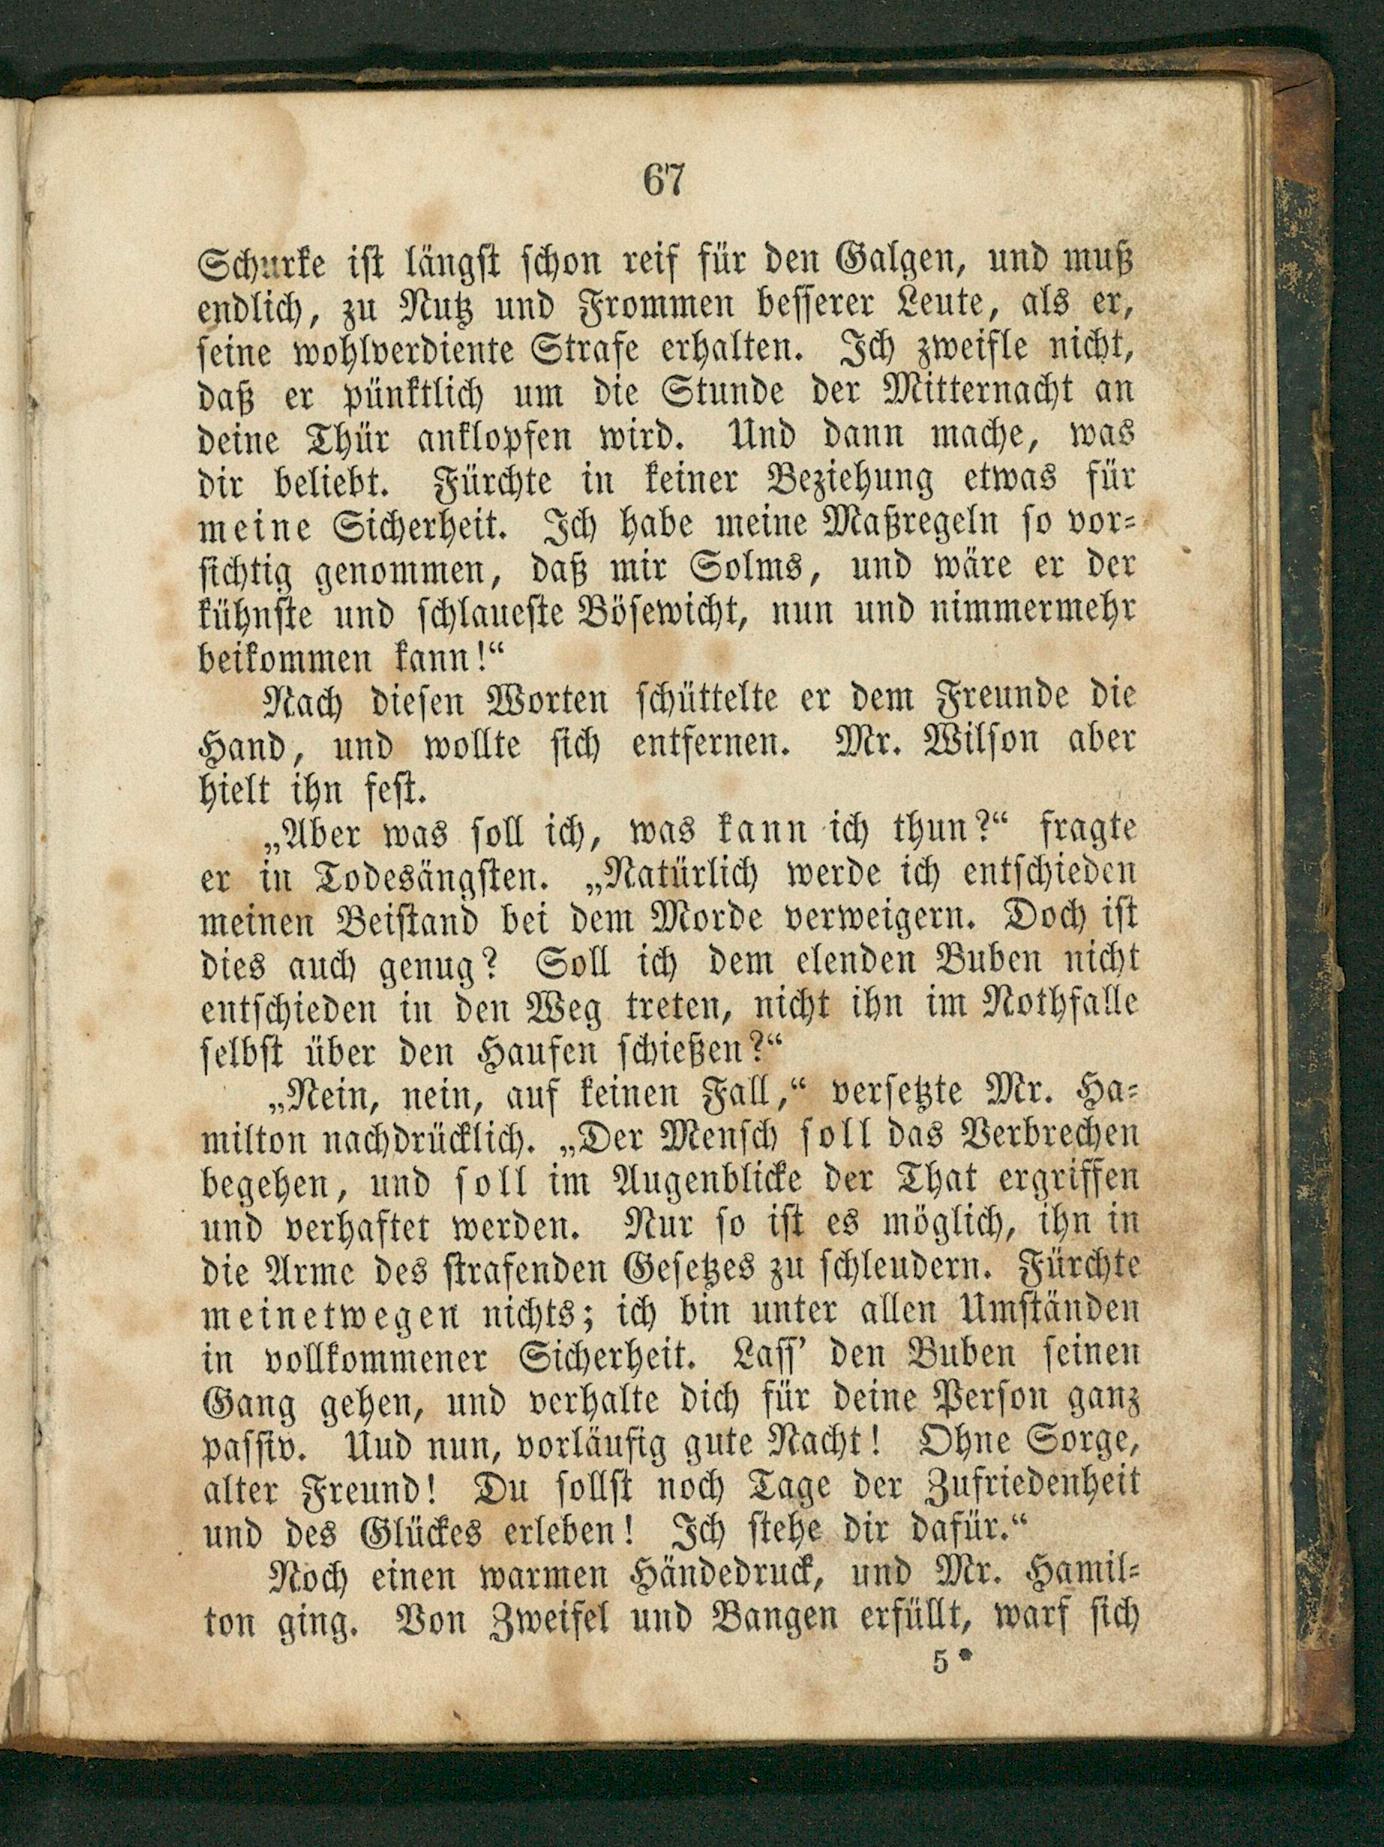 67
Schurke ist längst schon reif für den Galgen, und muß
endlich, zu Nutz und Frommen besserer Leute, als er,
seine wohlverdiente Strafe erhalten. Ich zweifle nicht,
daß er pünktlich um die Stunde der Mitternacht an
deine Thür anklopfen wird. Und dann mache, was
dir beliebt. Fürchte in keiner Beziehung etwas für
meine Sicherheit. Ich habe meine Maßregeln so vor-
sichtig genommen, daß mir Solms, und wäre er der
kühnste und schlaueste Bösewicht, nun und nimmermehr
beikommen kann!“
Nach diesen Worten schüttelte er dem Freunde die
Hand, und wollte sich entfernen. Mr. Wilson aber
hielt ihn fest.
„Aber was soll ich, was kann ich thun?“ fragte
er in Todesängsten. „Natürlich werde ich entschieden
meinen Beistand bei dem Morde verweigern. Doch ist
dies auch genug? Soll ich dem elenden Buben nicht
entschieden in den Weg treten, nicht ihn im Nothfalle
selbst über den Haufen schießen?“
„Nein, nein, auf keinen Fall,“ versetzte Mr. Ha-
milton nachdrücklich. „Der Mensch soll das Verbrechen
begehen, und soll im Augenblicke der That ergriffen
und verhaftet werden. Nur so ist es möglich, ihn in
die Arme des strafenden Gesetzes zu schleudern. Fürchte
meinetwegen nichts; ich bin unter allen Umständen
in vollkommener Sicherheit. Lass’ den Buben seinen
Gang gehen, und verhalte dich für deine Person ganz
passiv. Und nun, vorläufig gute Nacht! Ohne Sorge,
alter Freund! Du sollst noch Tage der Zufriedenheit
und des Glückes erleben! Ich stehe dir dafür.“
Noch einen warmen Händedruck, und Mr. Hamil-
ton ging. Von Zweifel und Bangen erfüllt, warf sich
5*